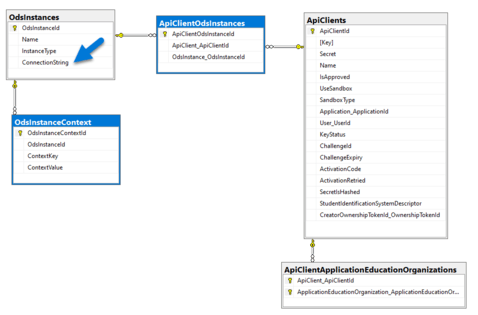 OdsInstances
OdsInstanceId
Name
InstanceType
ConnectionString
ApiClientOdsInstances
ApiClientOdsInstanceId
ApiClient_ApiClientId
OdsInstance_OdsInstanceId
ApiClients
ApiClientId
[Key]
Secret
Name
IsApproved
UseSandbox
SandboxType
Application_ApplicationId
User_UserId
KeyStatus
ChallengeId
ChallengeExpiry
ActivationCode
ActivationRetried
SecretIsHashed
StudentIdentificationSystemDescriptor
CreatorOwnershipTokenId_OwnershipTokenId
OdsInstanceContext
OdsInstanceContextId
OdsInstanceId
ContextKey
ContextValue
ApiClientApplicationEducationOrganizations
ApiClient_ApiClientId
ApplicationEducationOrganization_ApplicationEducationOr...